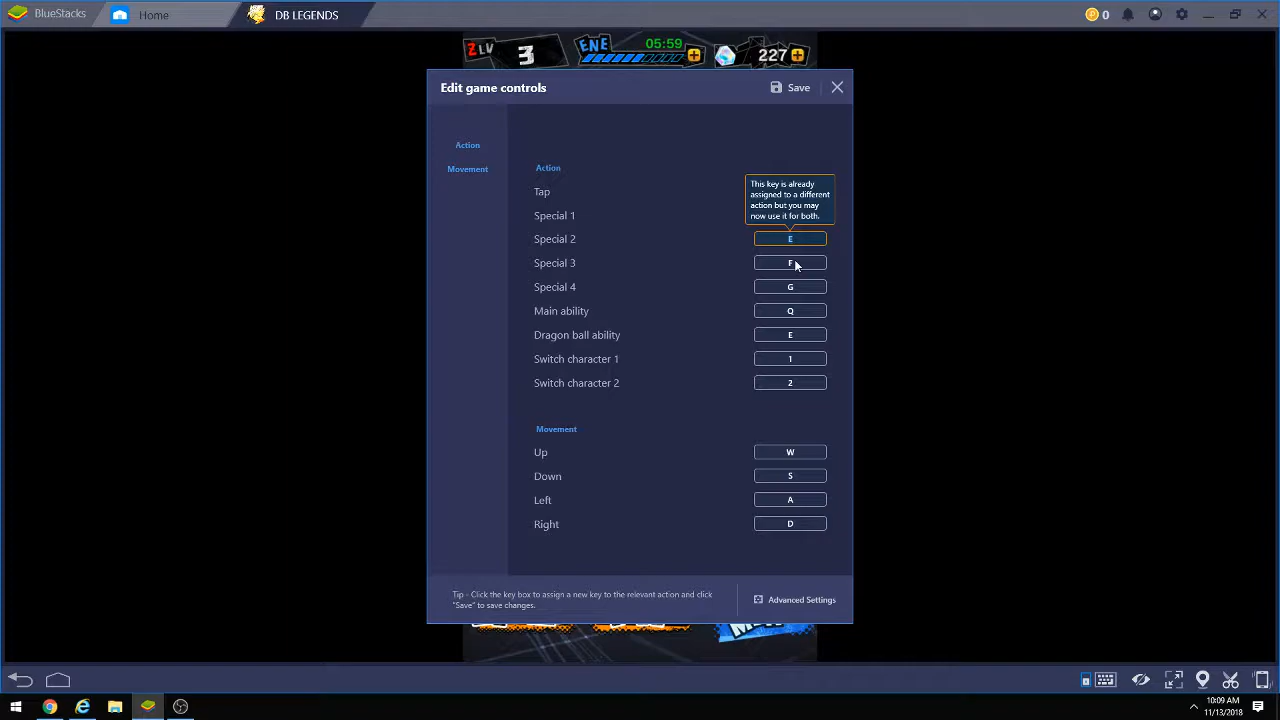 BlueStacks Home DB LEGENDS 0
ZLV 3 ENE 05:59 227
Edit game controls Save
Action
Movement
Action
Tap
This key is already
assigned to a different
action but you may
now use it for both.
Special 1
Special 2 E
Special 3 F
Special 4 G
Main ability Q
Dragon ball ability E
Switch character 1 1
Switch character 2 2
Movement
Up W
Down S
Left A
Right D
Tip - Click the key box to assign a new key to the relevant action and click
"Save" to save changes.
Advanced Settings
10:09 AM
11/13/2018